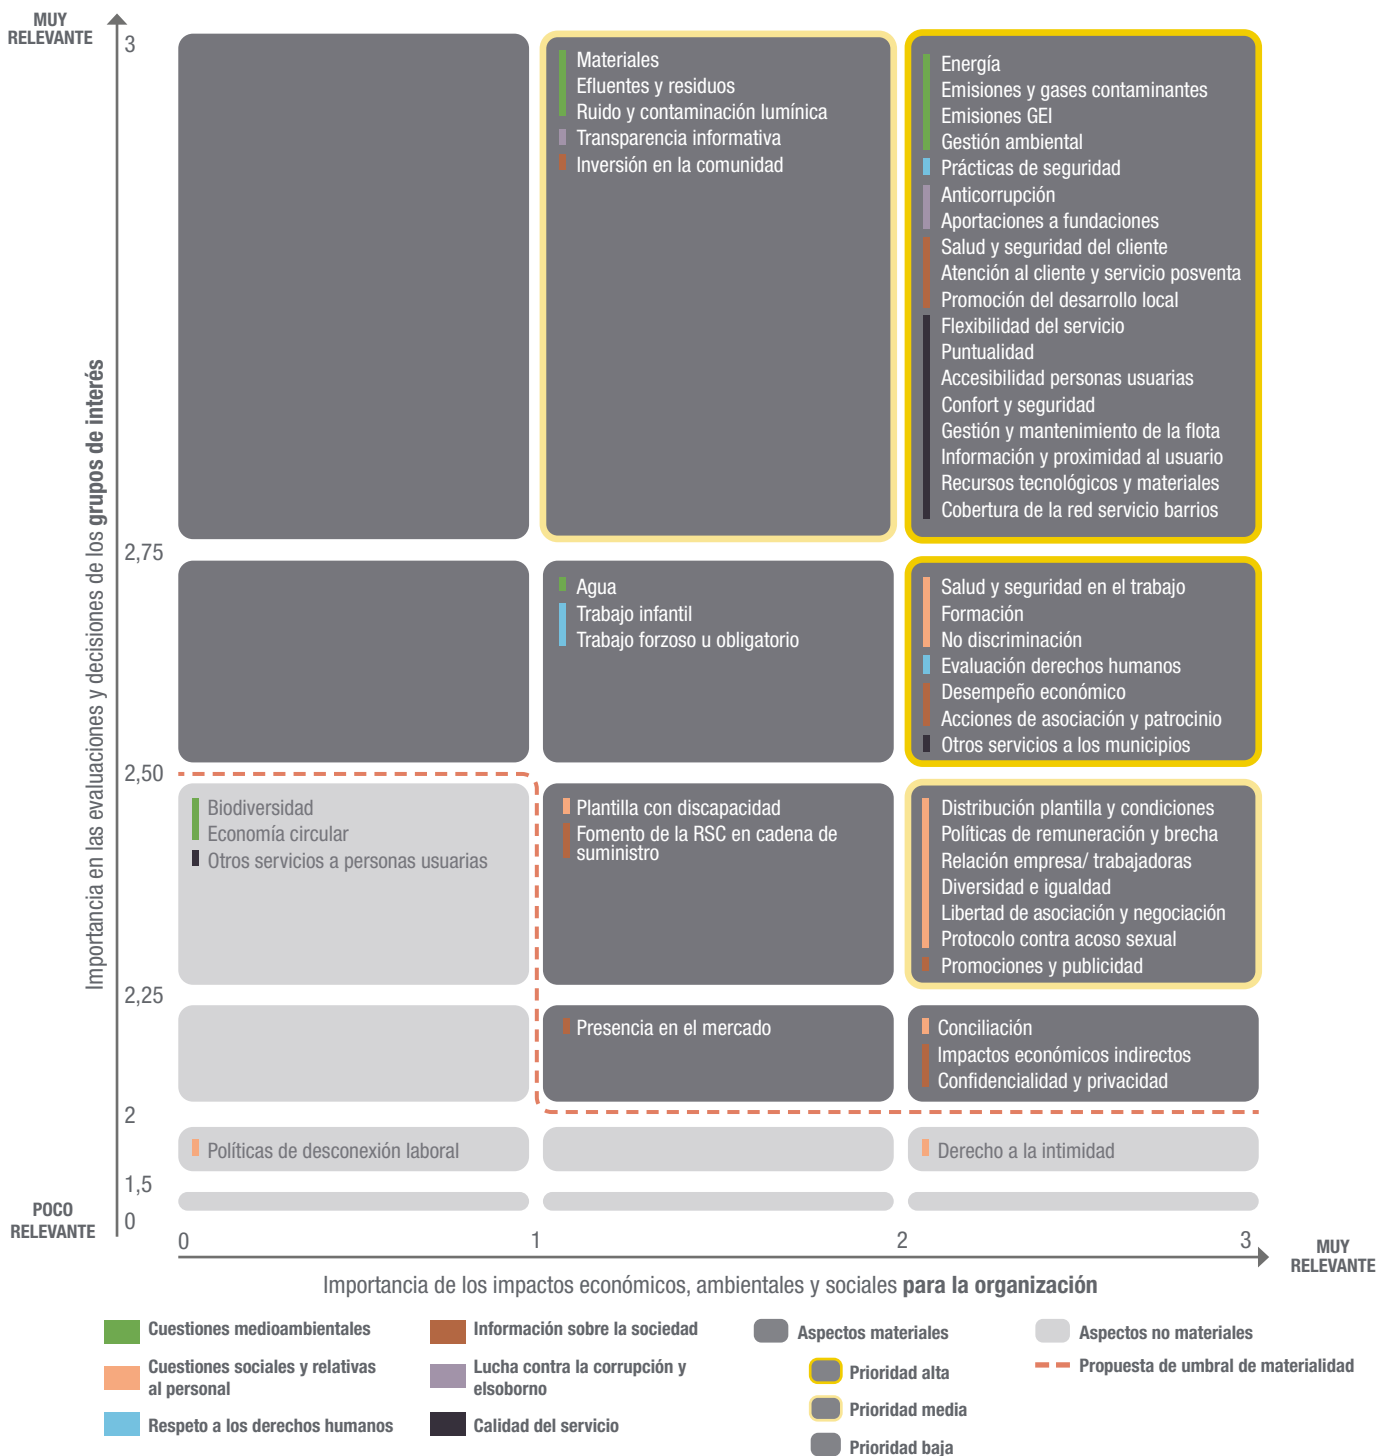 MUY
RELEVANTE
3
Materiales
Efluentes y residuos
Ruido y contaminación lumínica
Transparencia informativa
Inversión en la comunidad
Energía
Emisiones y gases contaminantes
Emisiones GEI
Gestión ambiental
Prácticas de seguridad
Anticorrupción
Aportaciones a fundaciones
Salud y seguridad del cliente
Atención al cliente y servicio posventa
Promoción del desarrollo local
Flexibilidad del servicio
Puntualidad
Accesibilidad personas usuarias
Confort y seguridad
Gestión y mantenimiento de la flota
Información y proximidad al usuario
Recursos tecnológicos y materiales
Cobertura de la red servicio barrios
Importancia en las evaluaciones y decisiones de los grupos de interés
2,75
Agua
Trabajo infantil
Trabajo forzoso u obligatorio
Salud y seguridad en el trabajo
Formación
No discriminación
Evaluación derechos humanos
Desempeño económico
Acciones de asociación y patrocinio
Otros servicios a los municipios
2,50
Biodiversidad
Economía circular
Otros servicios a personas usuarias
Plantilla con discapacidad
Fomento de la RSC en cadena de
suministro
Distribución plantilla y condiciones
Políticas de remuneración y brecha
Relación empresa/ trabajadoras
Diversidad e igualdad
Libertad de asociación y negociación
Protocolo contra acoso sexual
Promociones y publicidad
2,25
Presencia en el mercado
Conciliación
Impactos económicos indirectos
Confidencialidad y privacidad
2
Políticas de desconexión laboral
Derecho a la intimidad
1,5
POCO
RELEVANTE
0
0
1
2
3
MUY
RELEVANTE
Importancia de los impactos económicos, ambientales y sociales para la organización
Cuestiones medioambientales
Cuestiones sociales y relativas
al personal
Respeto a los derechos humanos
Información sobre la sociedad
Lucha contra la corrupción y
elsoborno
Calidad del servicio
Aspectos materiales
Prioridad alta
Prioridad media
Prioridad baja
Aspectos no materiales
Propuesta de umbral de materialidad